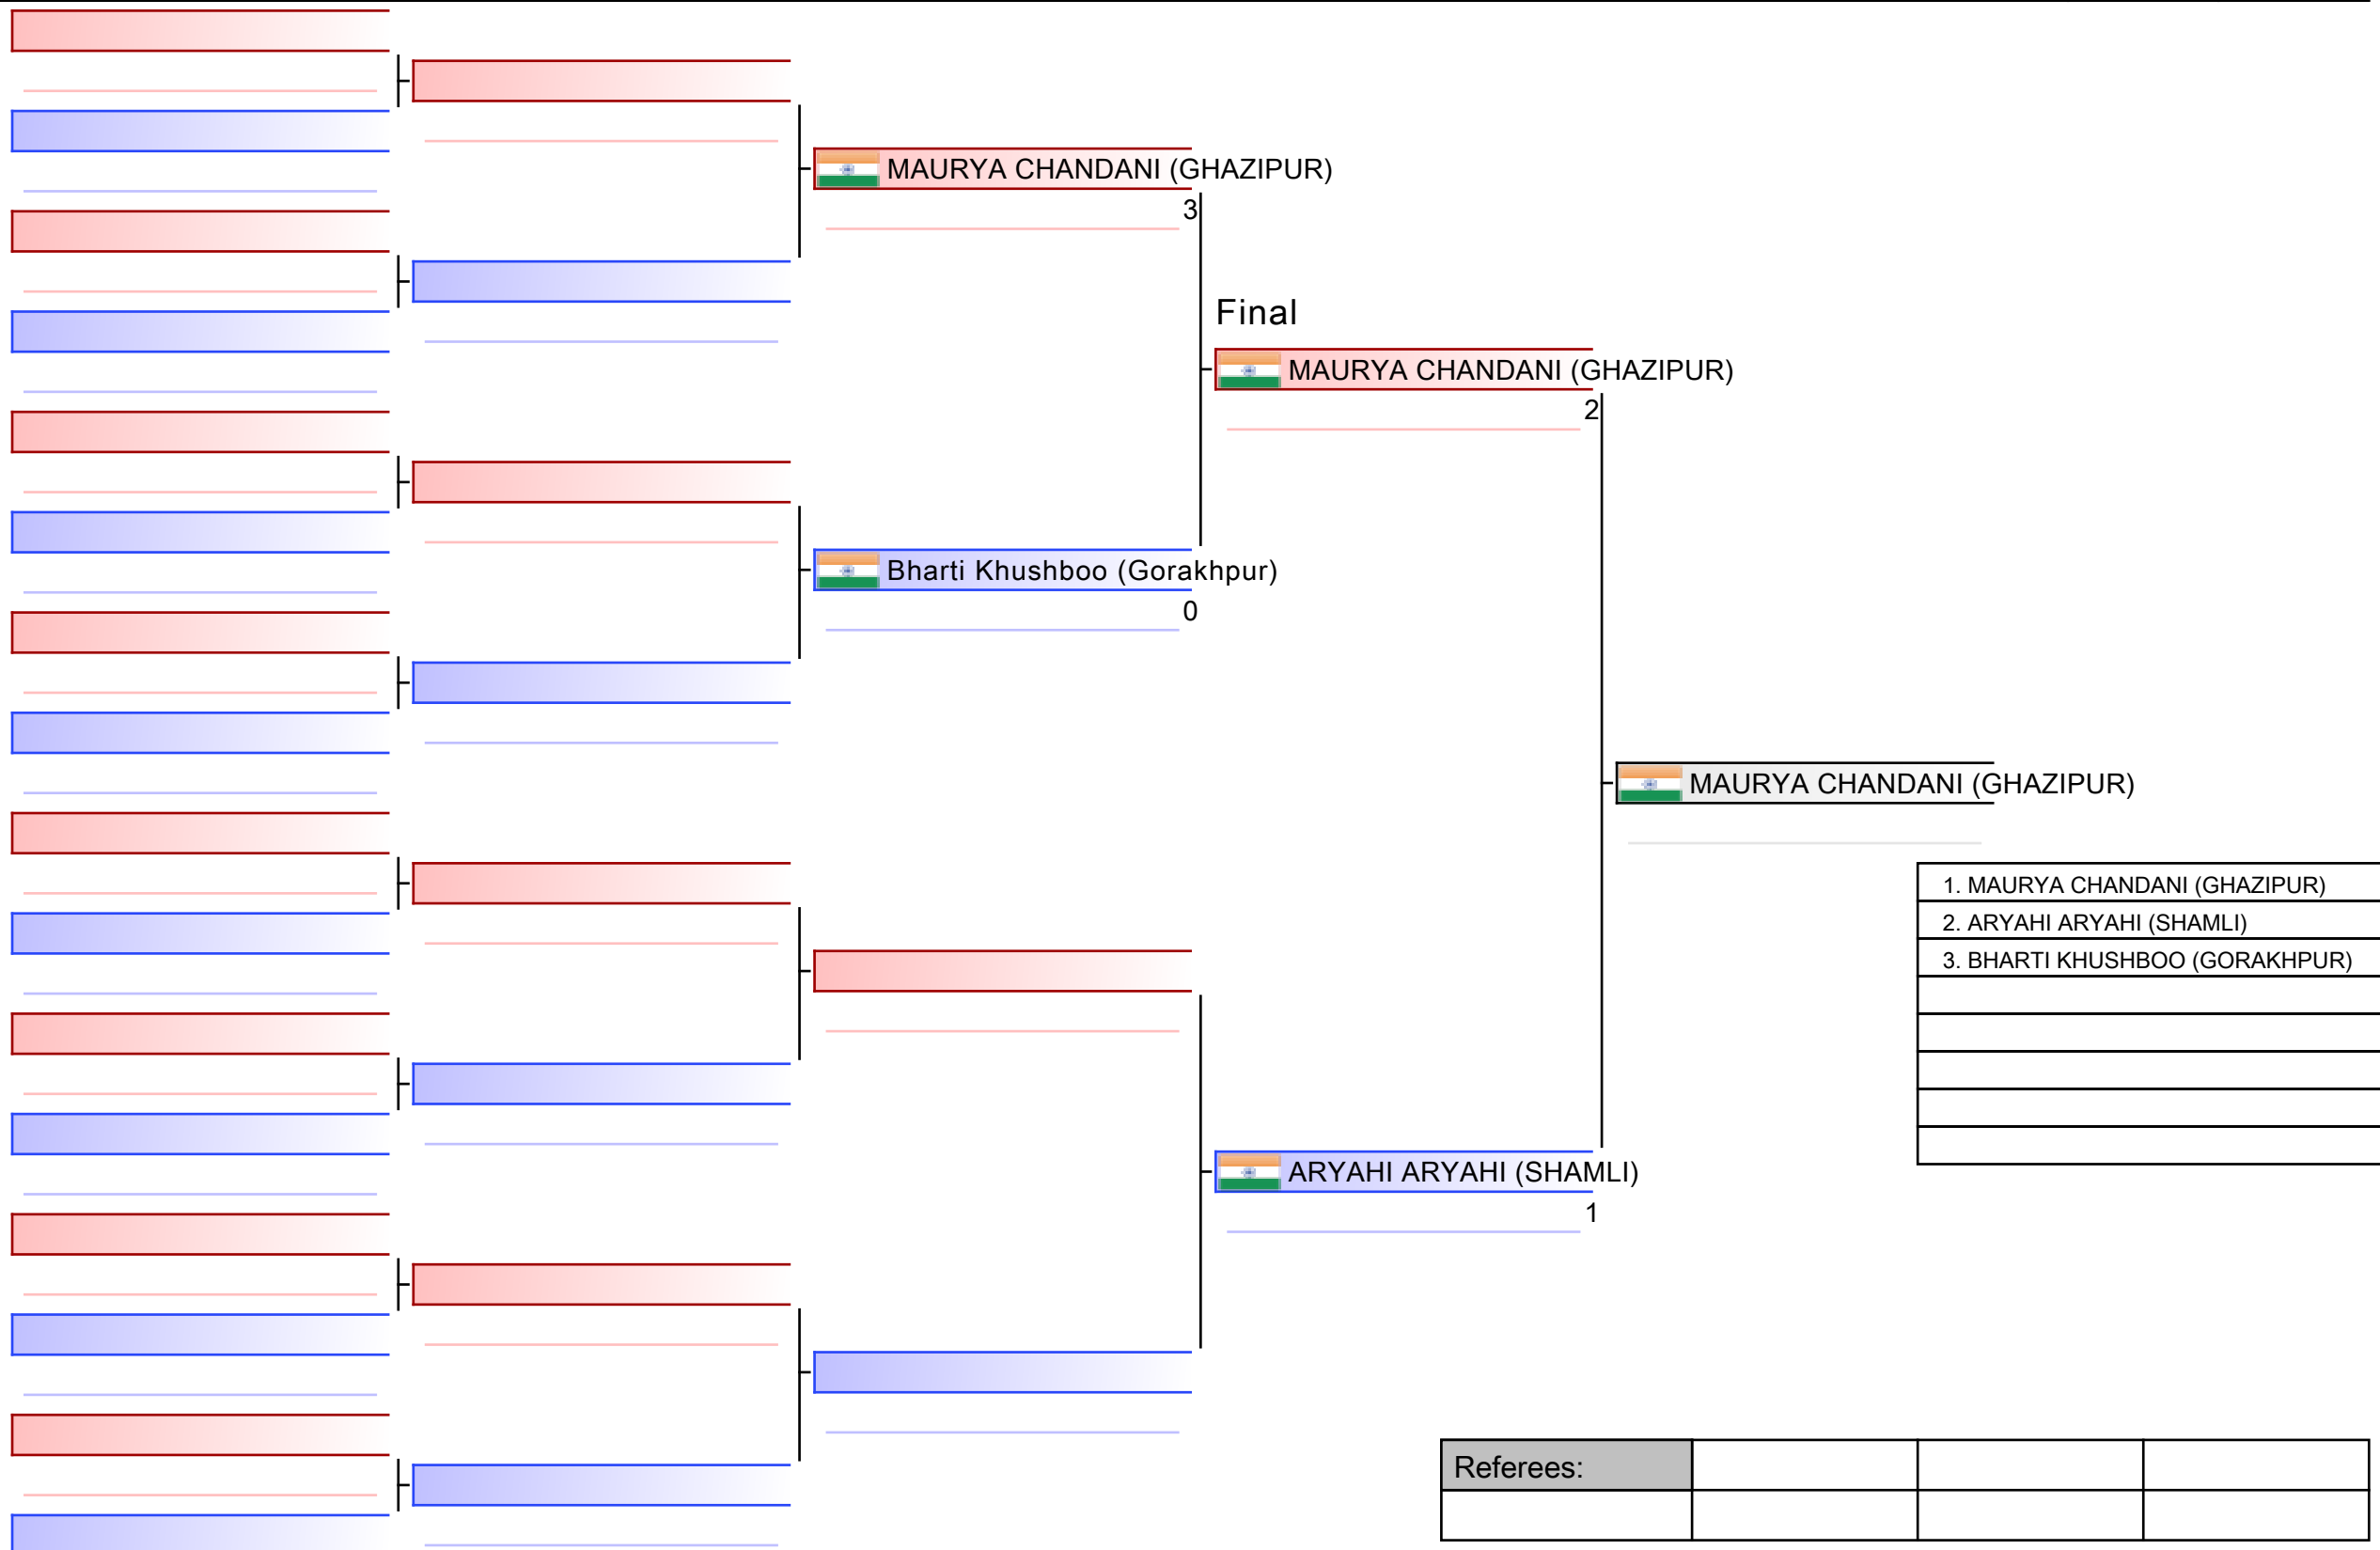 MAURYA CHANDANI (GHAZIPUR)
3
Final
MAURYA CHANDANI (GHAZIPUR)
2
Bharti Khushboo (Gorakhpur)
0
MAURYA CHANDANI (GHAZIPUR)
1. MAURYA CHANDANI (GHAZIPUR)
2. ARYAHI ARYAHI (SHAMLI)
3. BHARTI KHUSHBOO (GORAKHPUR)
ARYAHI ARYAHI (SHAMLI)
1
Referees: